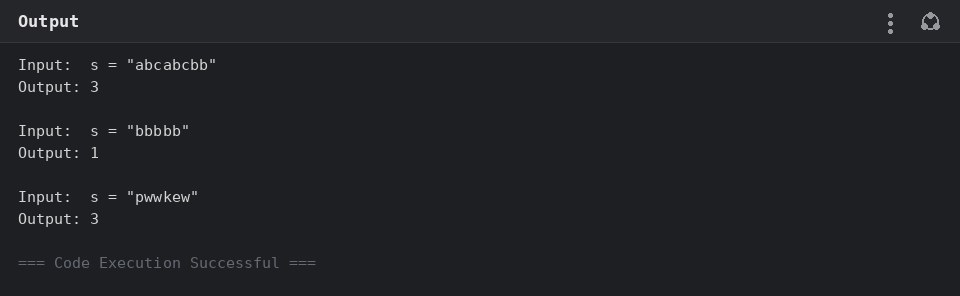 Output
Input:  s = "abcabcbb"
Output: 3
Input:  s = "bbbbb"
Output: 1
Input:  s = "pwwkew"
Output: 3
=== Code Execution Successful ===